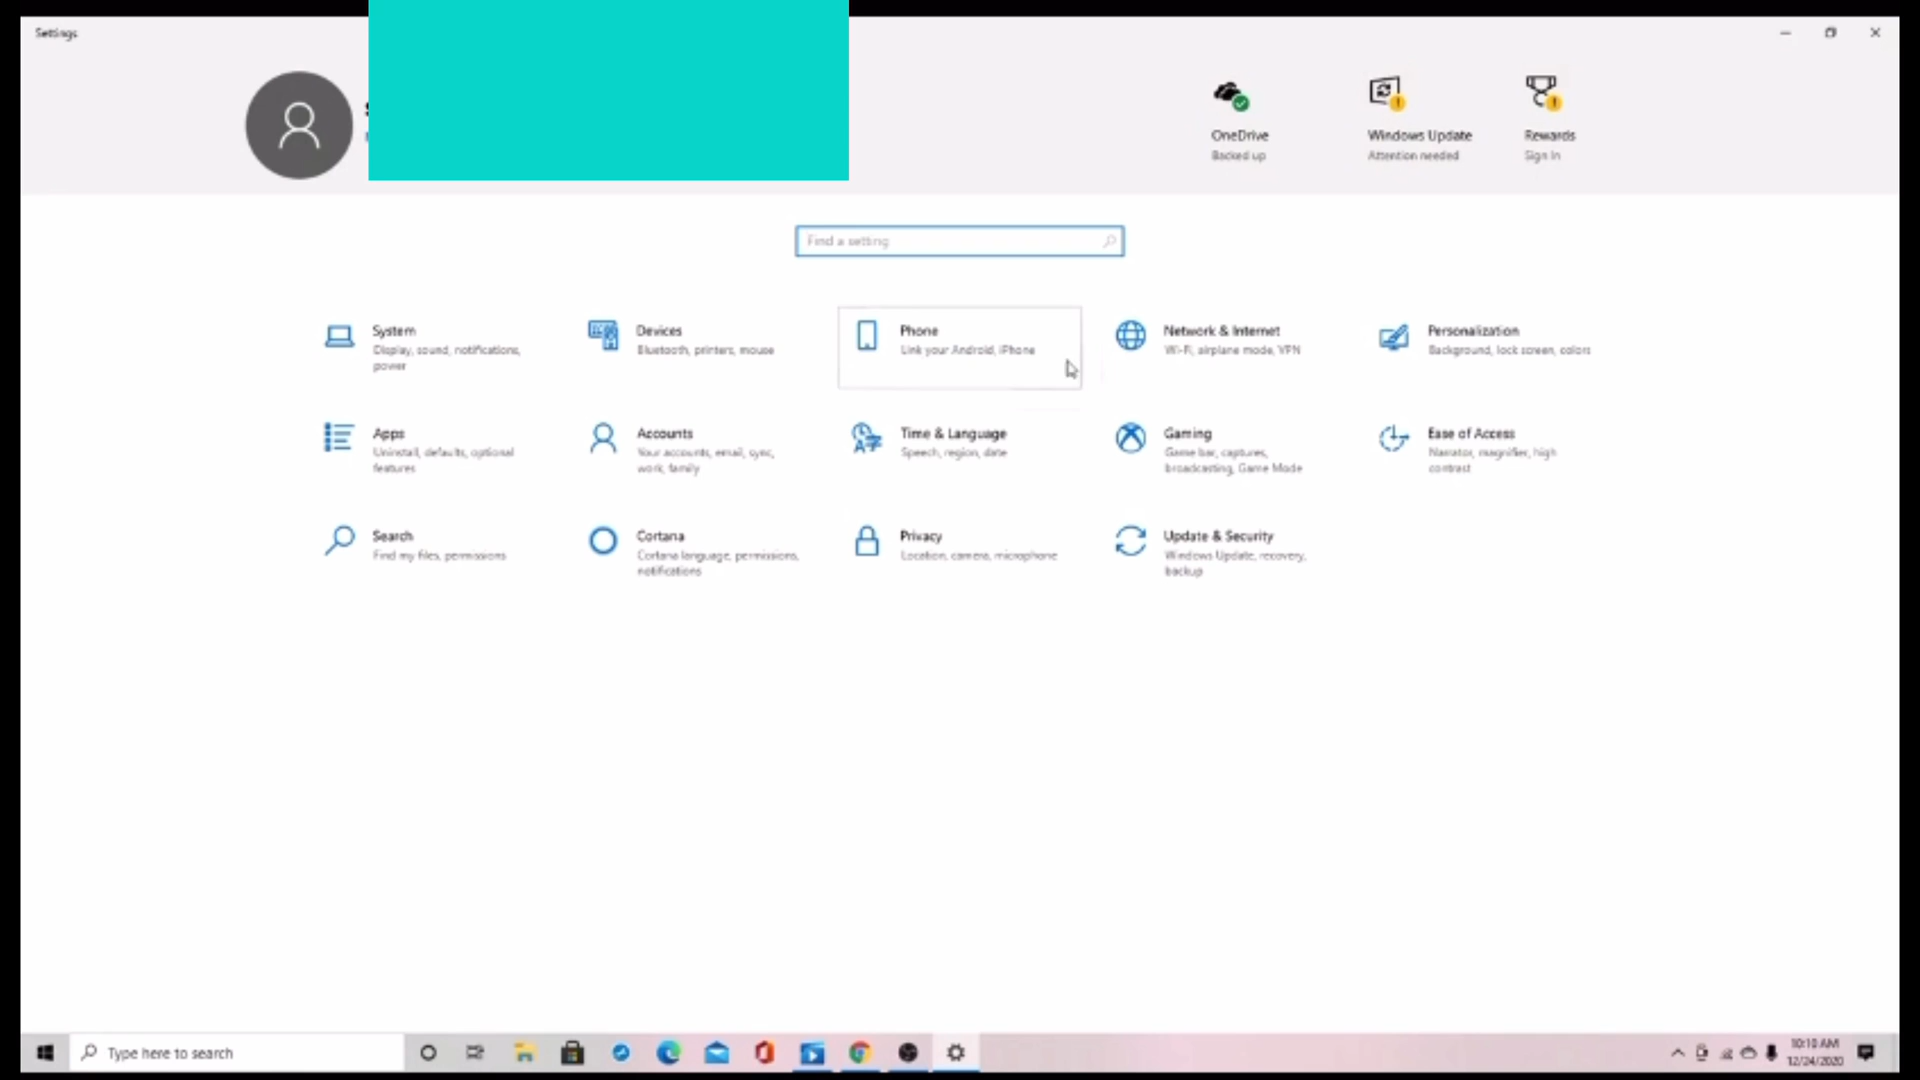 Settings
OneDrive
Backed up
Windows Update
Attention needed
Rewards
Sign in
Find a setting
System
Display, sound, notifications,
power
Devices
Bluetooth, printers, mouse
Phone
Link your Android, iPhone
Network & Internet
Wi-Fi, airplane mode, VPN
Personalization
Background, lock screen, colors
Apps
Uninstall, defaults, optional
features
Accounts
Your accounts, email, sync,
work, family
Time & Language
Speech, region, date
Gaming
Game bar, captures,
broadcasting, Game Mode
Ease of Access
Narrator, magnifier, high
contrast
Search
Find my files, permissions
Cortana
Cortana language, permissions,
notifications
Privacy
Location, camera, microphone
Update & Security
Windows Update, recovery,
backup
Type here to search
10:10 AM
12/24/2020